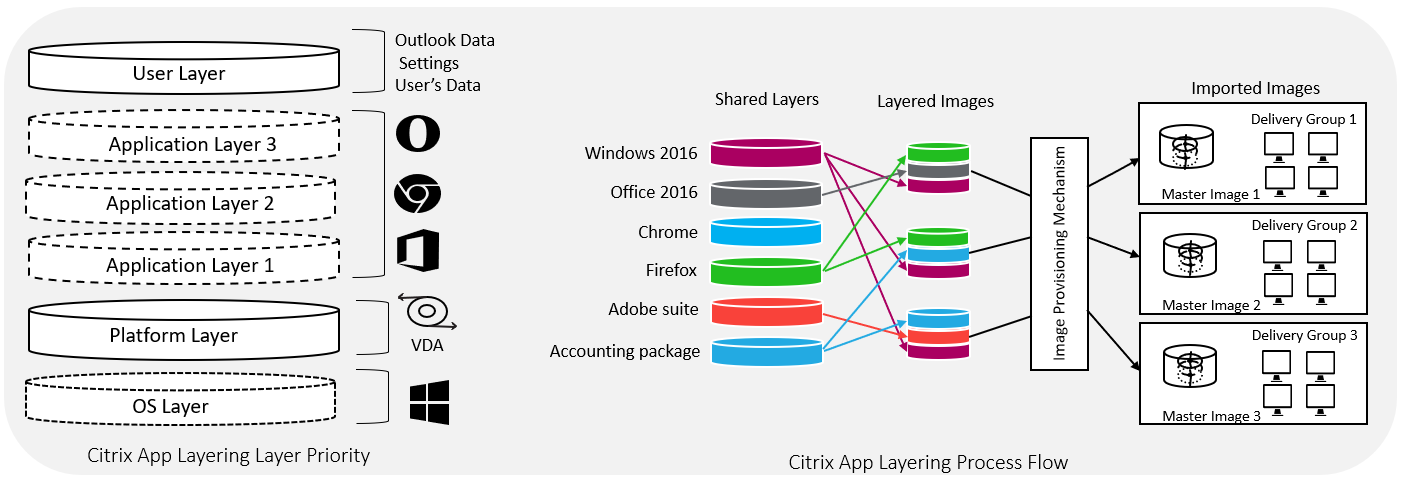 Outlook Data
Settings
User's Data
User Layer
Application Layer 3
Application Layer 2
Application Layer 1
Platform Layer
VDA
OS Layer
Citrix App Layering Layer Priority
Shared Layers
Layered Images
Imported Images
Windows 2016
Office 2016
Chrome
Firefox
Adobe suite
Accounting package
Image Provisioning Mechanism
Delivery Group 1
Master Image 1
Delivery Group 2
Master Image 2
Delivery Group 3
Master Image 3
Citrix App Layering Process Flow